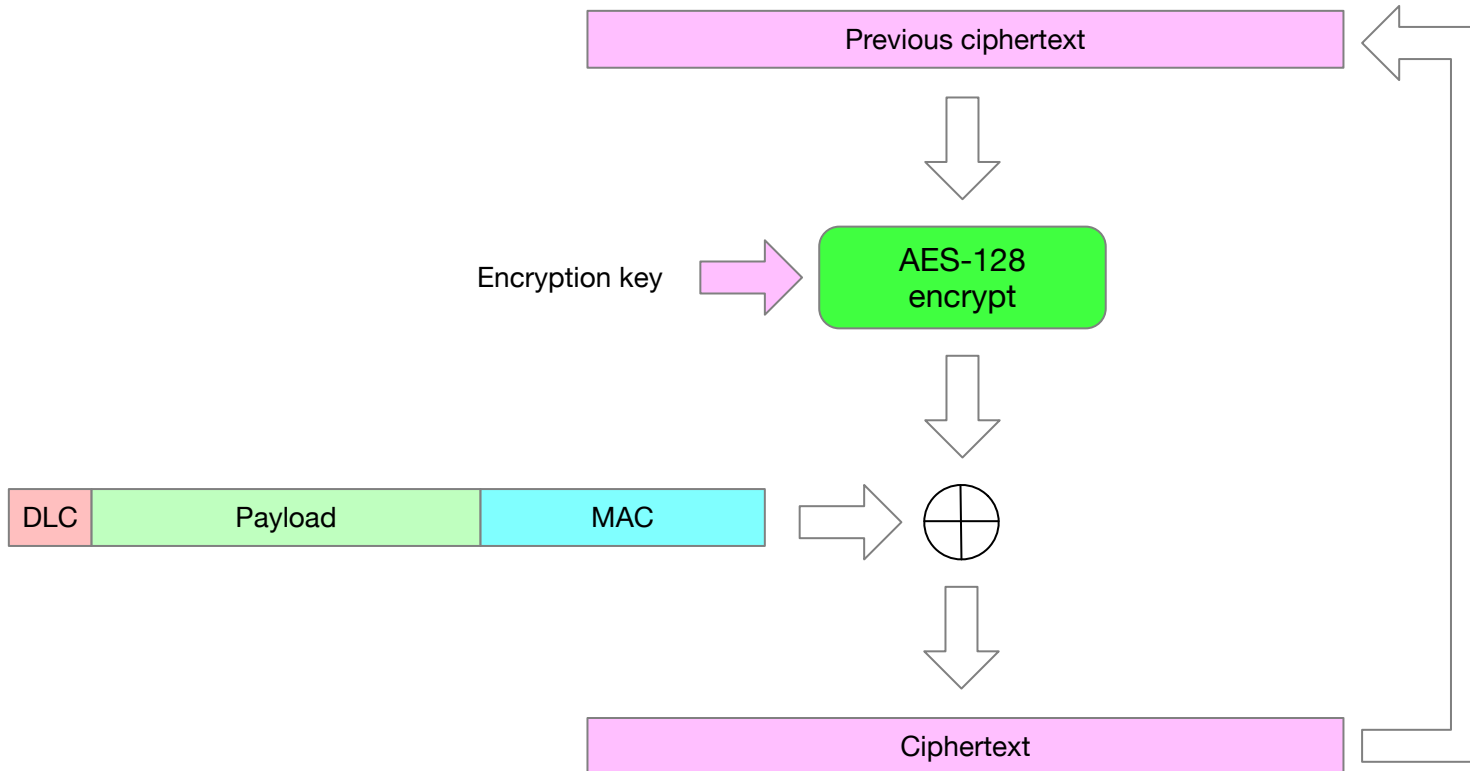 Previous ciphertext
Encryption key
AES-128
encrypt
DLC
Payload
MAC
Ciphertext